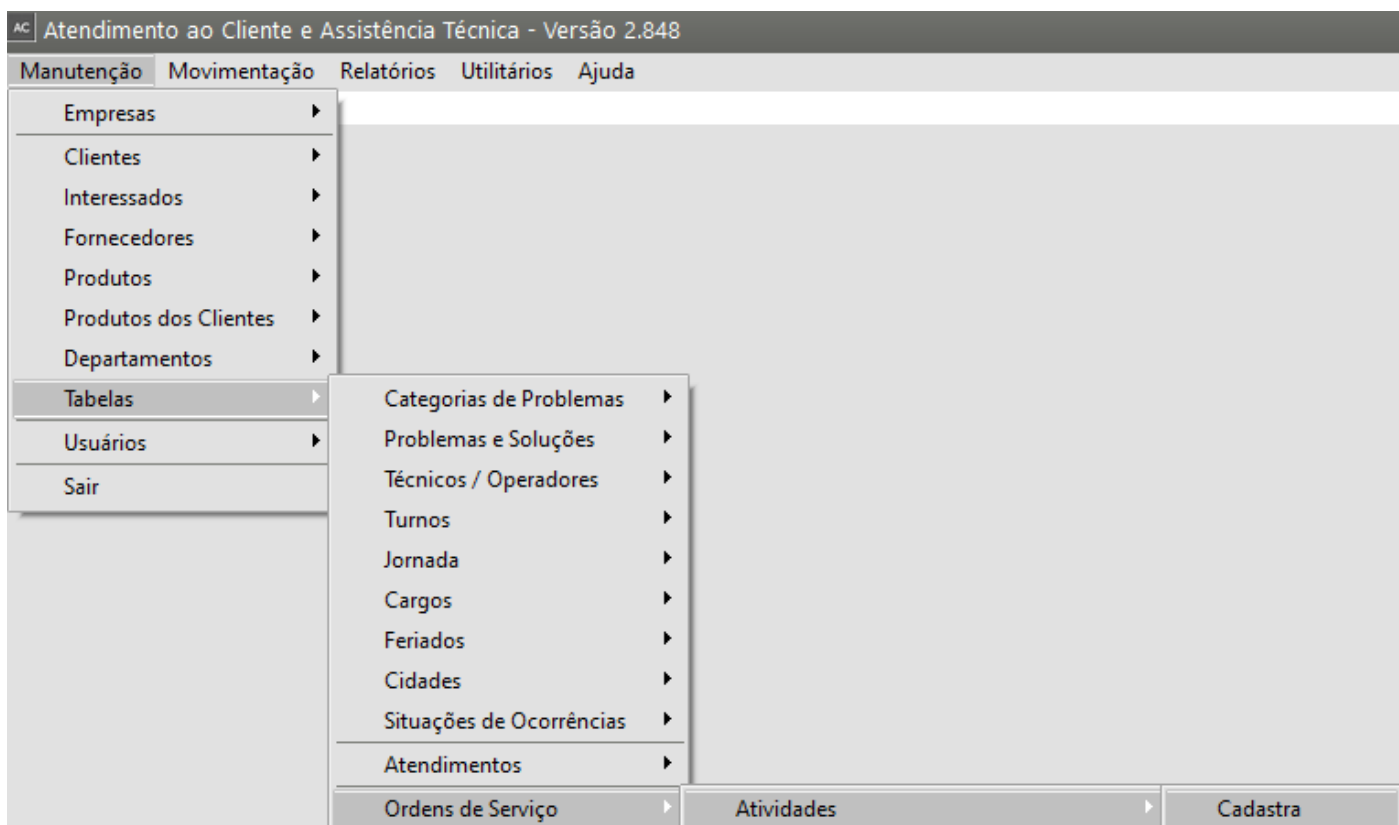 AC Atendimento ao Cliente e Assistência Técnica - Versão 2.848
Manutenção Movimentação Relatórios Utilitários Ajuda
Empresas
Clientes
Interessados
Fornecedores
Produtos
Produtos dos Clientes
Departamentos
Tabelas
Usuários
Sair
Categorias de Problemas
Problemas e Soluções
Técnicos / Operadores
Turnos
Jornada
Cargos
Feriados
Cidades
Situações de Ocorrências
Atendimentos
Ordens de Serviço
Atividades
Cadastra